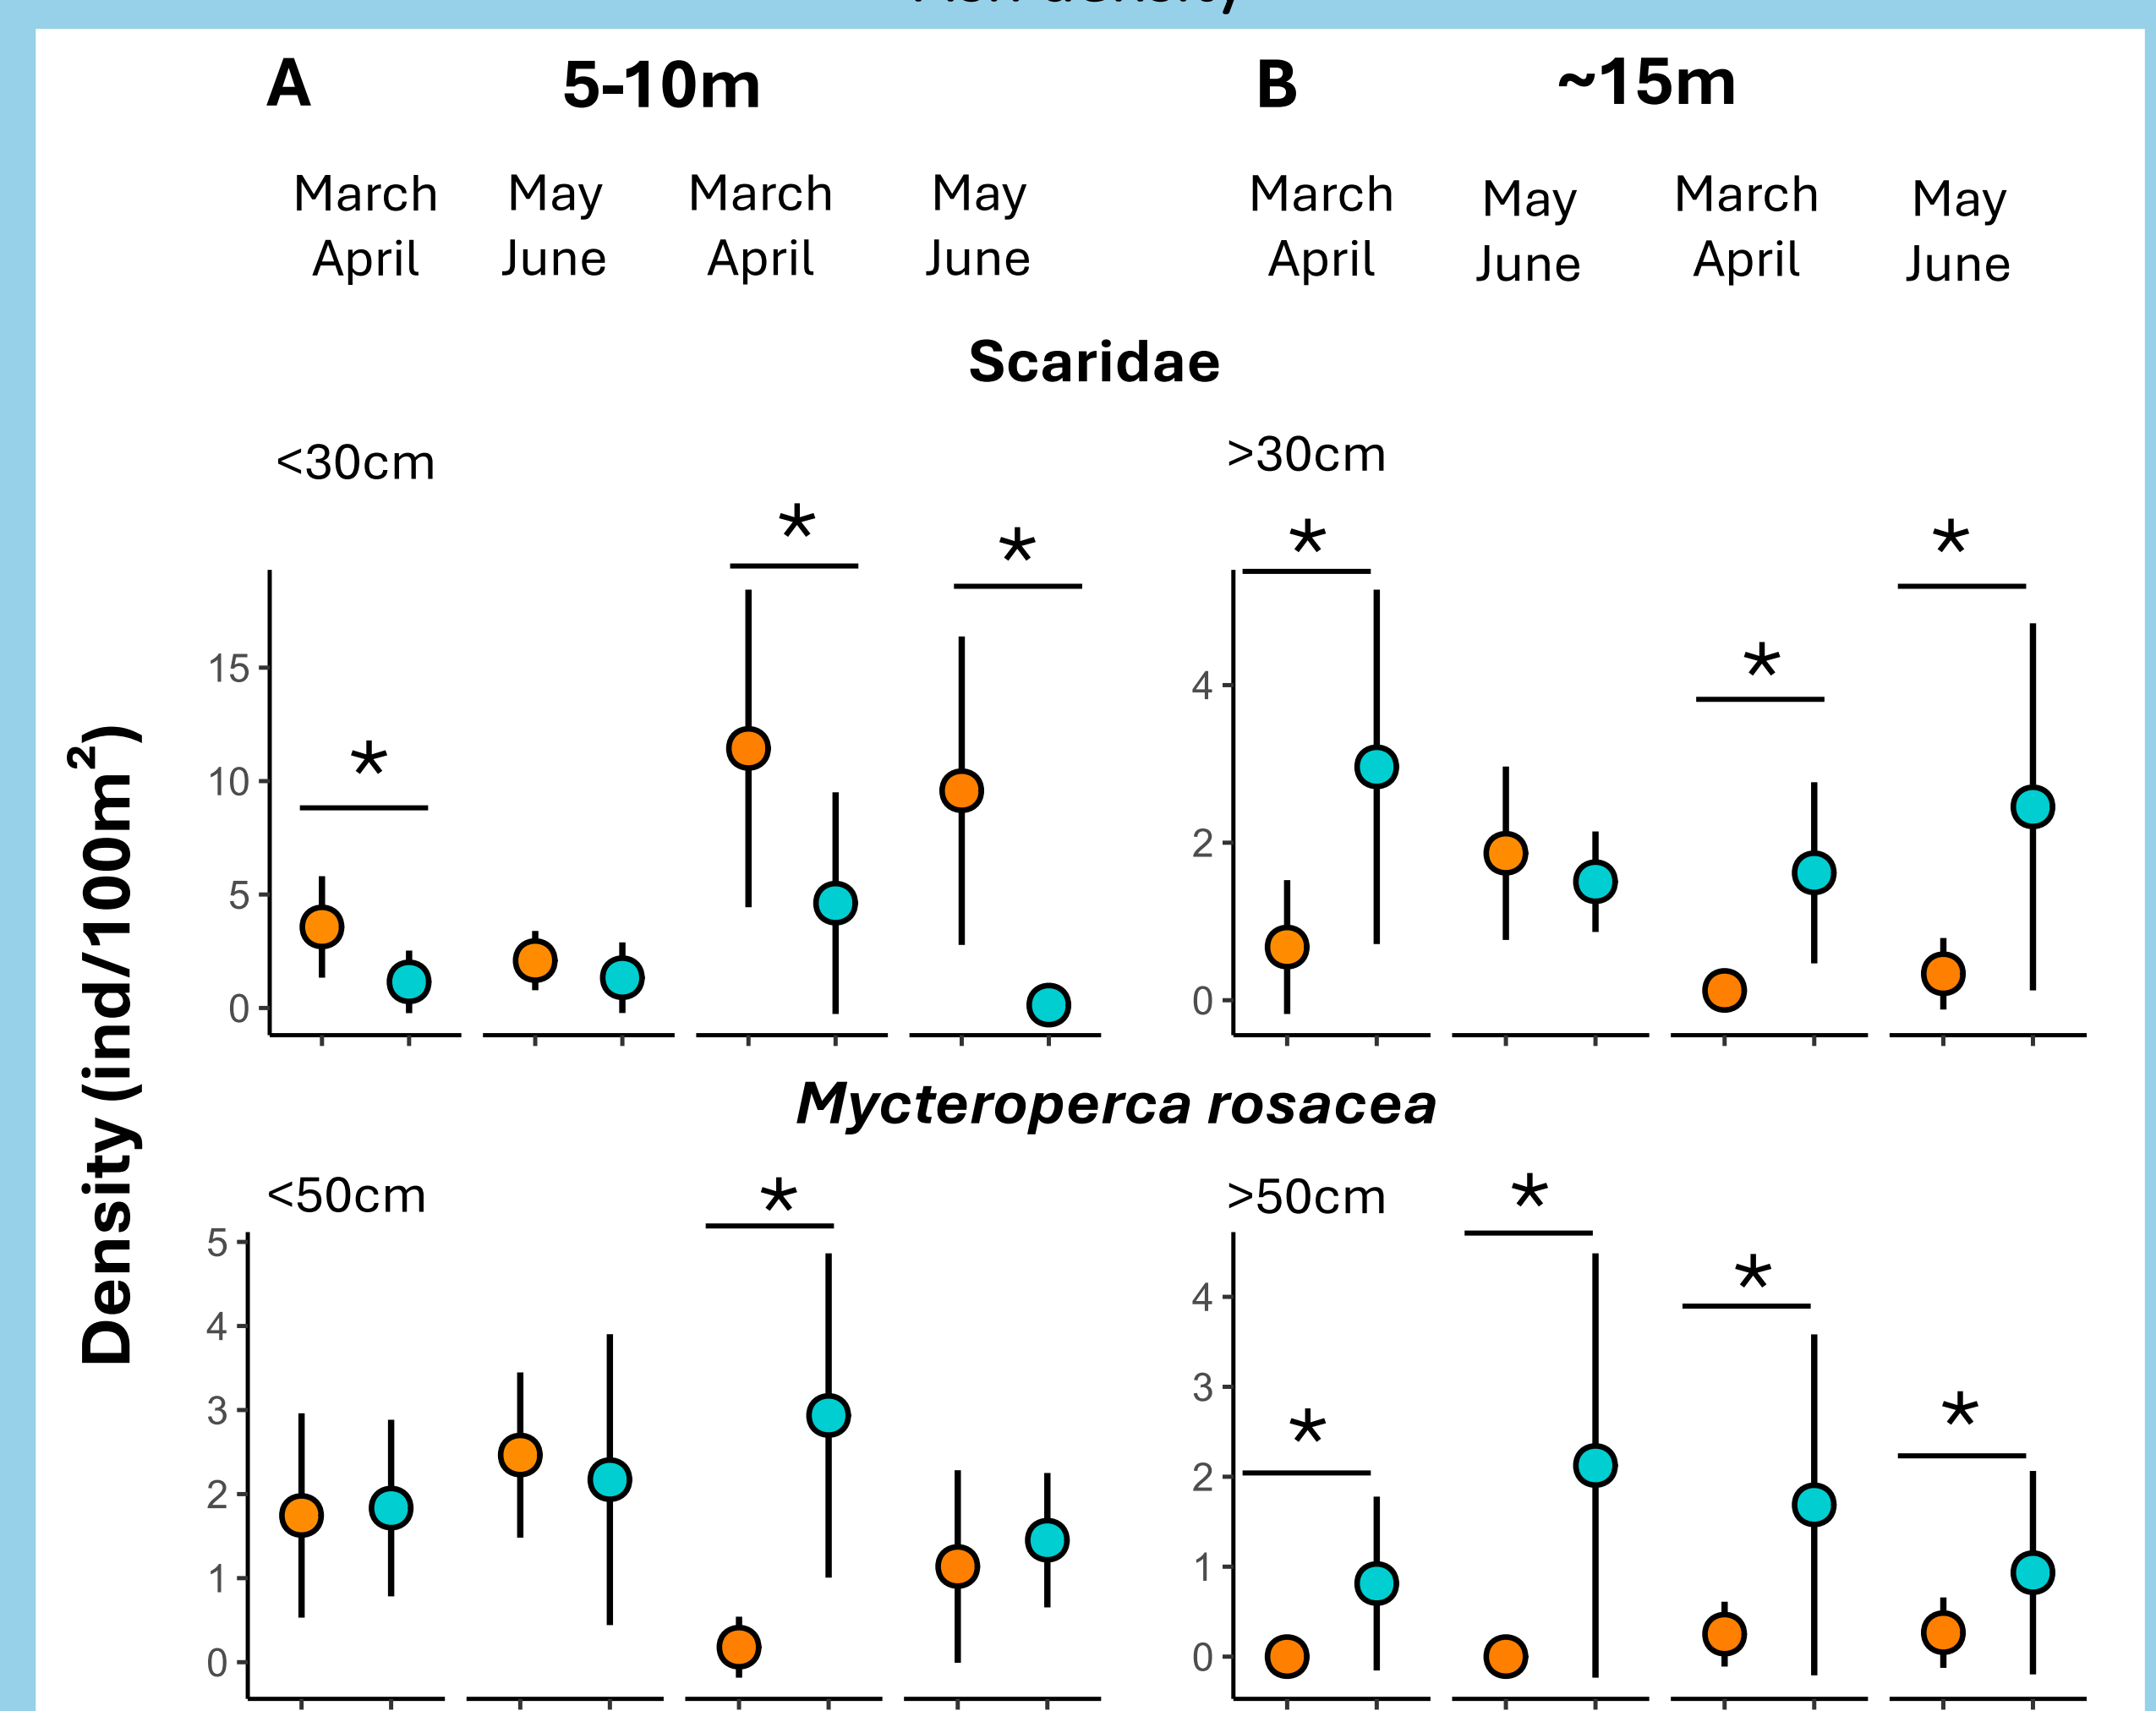 A 5-10m B ~15m
March May March May March May March May
April June April June April June April June
Scaridae
<30cm >30cm
* * * * *
*
15
10
5
0
4
2
0
Density (ind/100m²)
Mycteroperca rosacea
<50cm >50cm
* * * * *
5
4
3
2
1
0
4
3
2
1
0